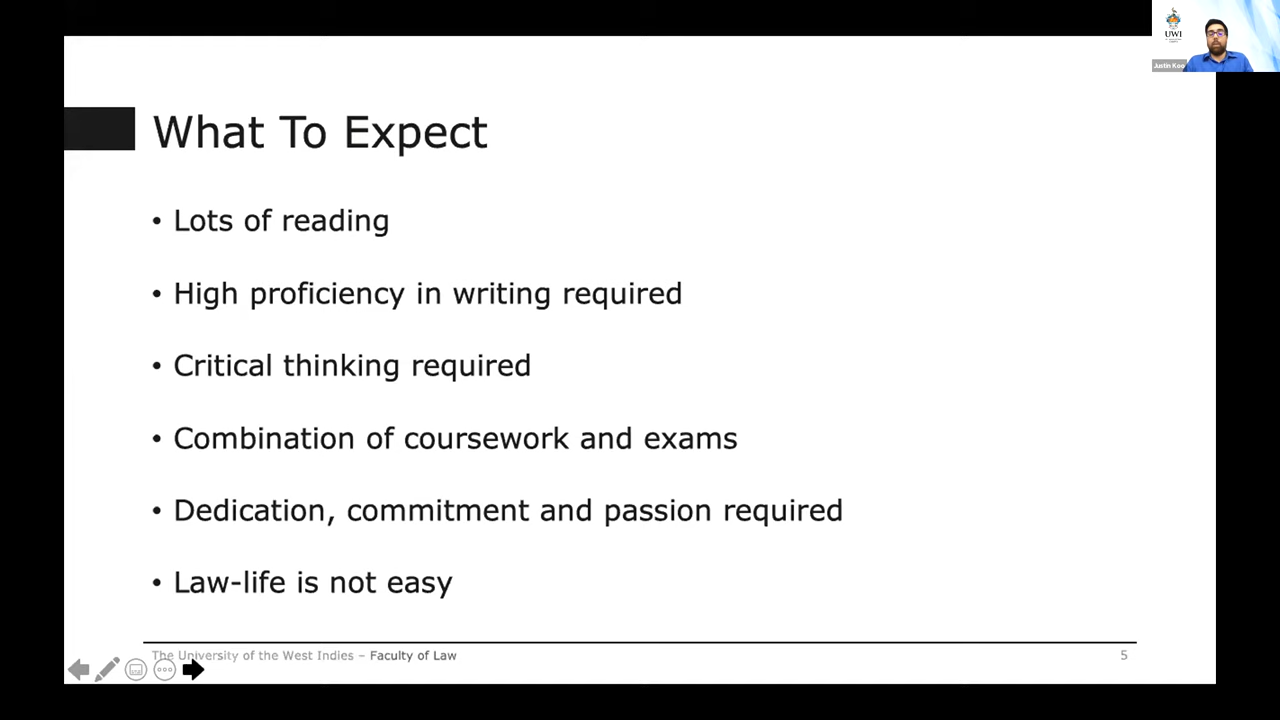 UWI
Justin Koo
What To Expect
• Lots of reading
• High proficiency in writing required
• Critical thinking required
• Combination of coursework and exams
• Dedication, commitment and passion required
• Law-life is not easy
The University of the West Indies – Faculty of Law
5